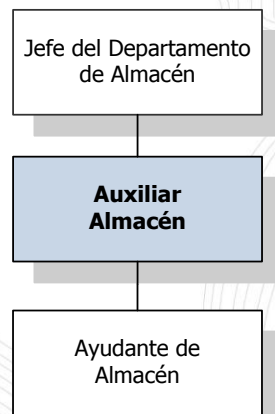 Jefe del Departamento
de Almacén
Auxiliar
Almacén
Ayudante de
Almacén